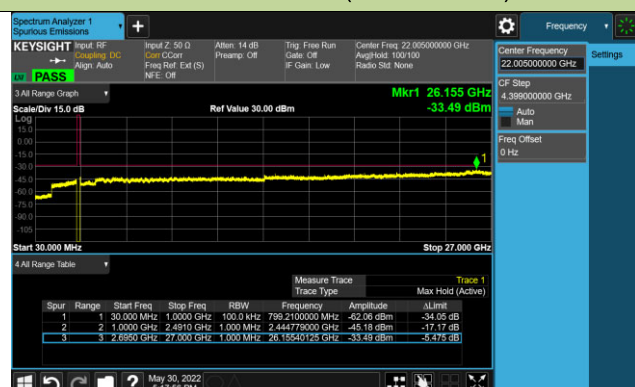 Spectrum Analyzer 1
Spurious Emissions
Frequency
KEYSIGHT
Input: RF
Coupling: DC
Align: Auto
Input Z: 50 Ω
Corr CCorr
Freq Ref: Ext (S)
NFE: Off
Atten: 14 dB
Preamp: Off
Trig: Free Run
Gate: Off
IF Gain: Low
Center Freq: 22.005000000 GHz
Avg|Hold: 100/100
Radio Std: None
PASS
Center Frequency
22.005000000 GHz
Settings
CF Step
4.399000000 GHz
Auto
Man
Freq Offset
0 Hz
3 All Range Graph
Mkr1 26.155 GHz
Scale/Div 15.0 dB
Ref Value 30.00 dBm
-33.49 dBm
Log
15.0
0.00
-15.0
-30.0
-45.0
-60.0
-75.0
-90.0
-105
1
Start 30.000 MHz
Stop 27.000 GHz
4 All Range Table
Measure Trace Trace 1
Trace Type Max Hold (Active)
Spur Range Start Freq Stop Freq RBW Frequency Amplitude ΔLimit
1 1 30.000 MHz 1.0000 GHz 100.0 kHz 799.2100000 MHz -62.06 dBm -34.05 dB
2 2 1.0000 GHz 2.4910 GHz 1.000 MHz 2.444779000 GHz -45.18 dBm -17.17 dB
3 3 2.6950 GHz 27.000 GHz 1.000 MHz 26.15540125 GHz -33.49 dBm -5.475 dB
? May 30, 2022